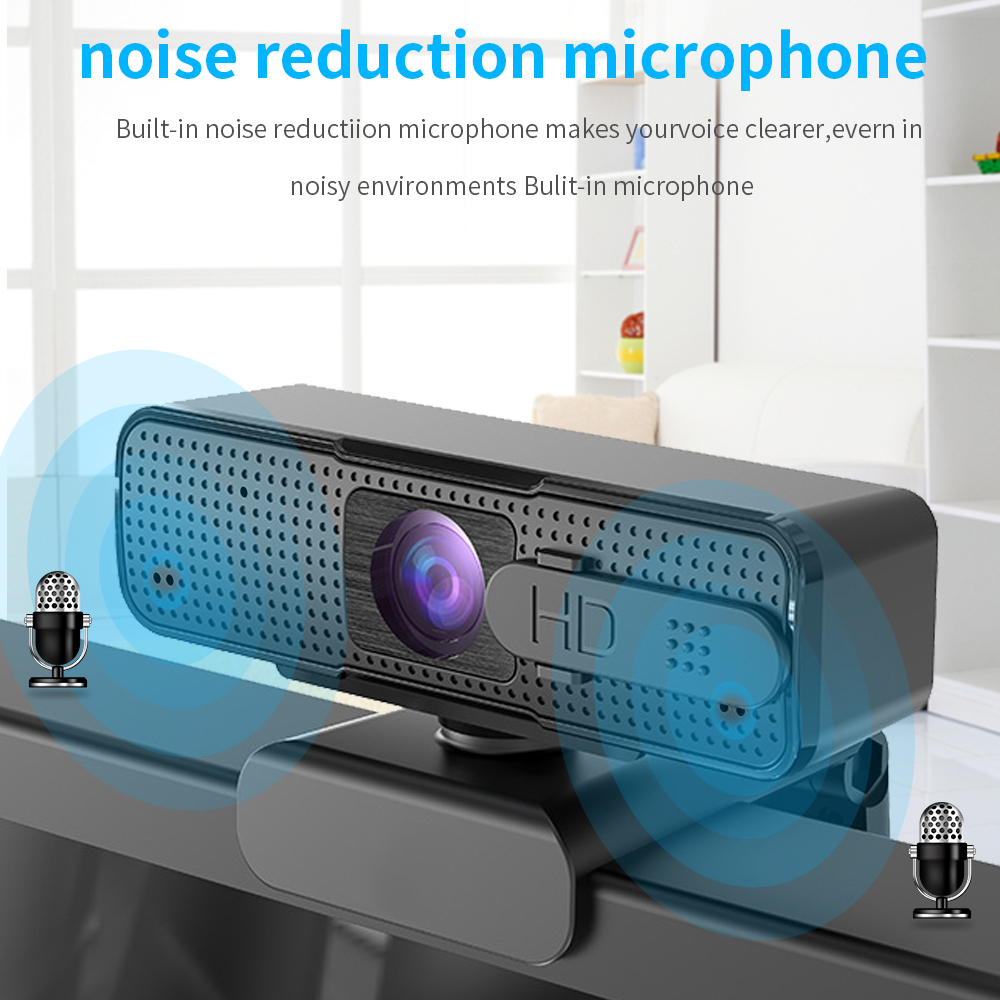 noise reduction microphone
Built-in noise reductiion microphone makes yourvoice clearer,evern in
noisy environments Bulit-in microphone
HD